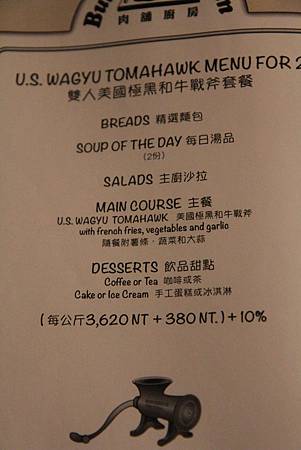 肉舖廚房
U.S. WAGYU TOMAHAWK MENU FOR 2
雙人美國極黑和牛戰斧套餐
BREADS 精選麵包
SOUP OF THE DAY 每日湯品
(2份)
SALADS 主廚沙拉
MAIN COURSE 主餐
U.S. WAGYU TOMAHAWK 美國極黑和牛戰斧
with french fries, vegetables and garlic
隨餐附薯條，蔬菜和大蒜
DESSERTS 飲品甜點
Coffee or Tea 咖啡或茶
Cake or Ice Cream 手工蛋糕或冰淇淋
(每公斤3,620 NT + 380 NT.) + 10%